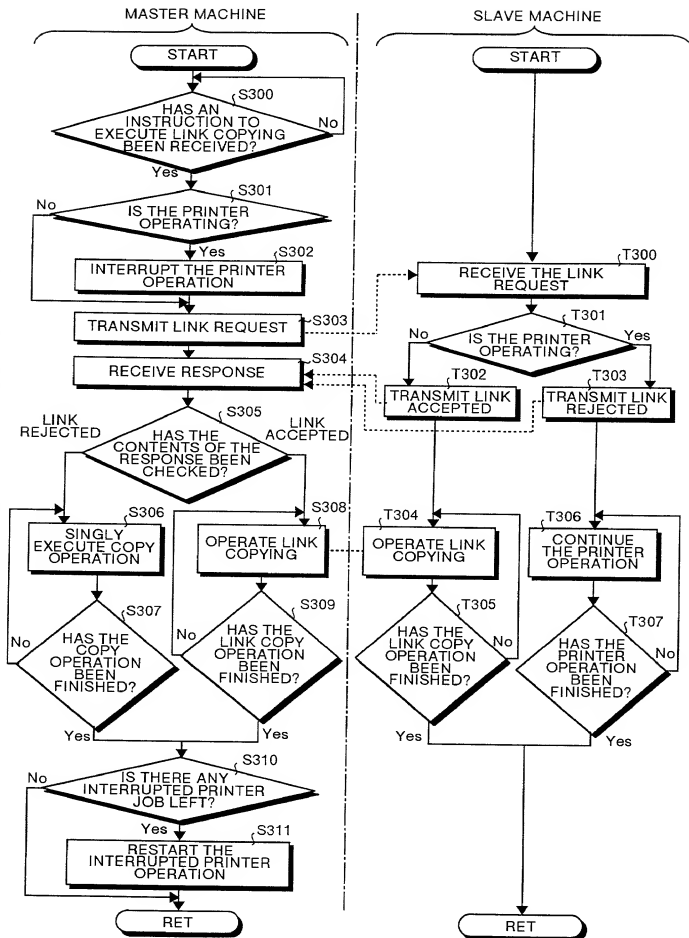 MASTER MACHINE
START
S300
HAS AN
INSTRUCTION TO
EXECUTE LINK COPYING
BEEN RECEIVED?
No
Yes
S301
No
IS THE PRINTER
OPERATING?
Yes
S302
INTERRUPT THE PRINTER
OPERATION
TRANSMIT LINK REQUEST
S303
RECEIVE RESPONSE
S304
S305
LINK
REJECTED
LINK
ACCEPTED
HAS THE
CONTENTS OF THE
RESPONSE BEEN
CHECKED?
S306
SINGLY
EXECUTE COPY
OPERATION
S308
OPERATE LINK
COPYING
S307
No
HAS THE
COPY
OPERATION
BEEN
FINISHED?
Yes
S309
No
HAS THE
LINK COPY
OPERATION
BEEN
FINISHED?
Yes
S310
No
IS THERE ANY
INTERRUPTED PRINTER
JOB LEFT?
Yes
S311
RESTART THE
INTERRUPTED PRINTER
OPERATION
RET
SLAVE MACHINE
START
T300
RECEIVE THE LINK
REQUEST
T301
No
IS THE PRINTER
OPERATING?
Yes
T302
TRANSMIT LINK
ACCEPTED
T303
TRANSMIT LINK
REJECTED
T304
OPERATE LINK
COPYING
T306
CONTINUE
THE PRINTER
OPERATION
T305
HAS THE
LINK COPY
OPERATION
BEEN
FINISHED?
No
Yes
T307
HAS THE
PRINTER
OPERATION
BEEN
FINISHED?
No
Yes
RET